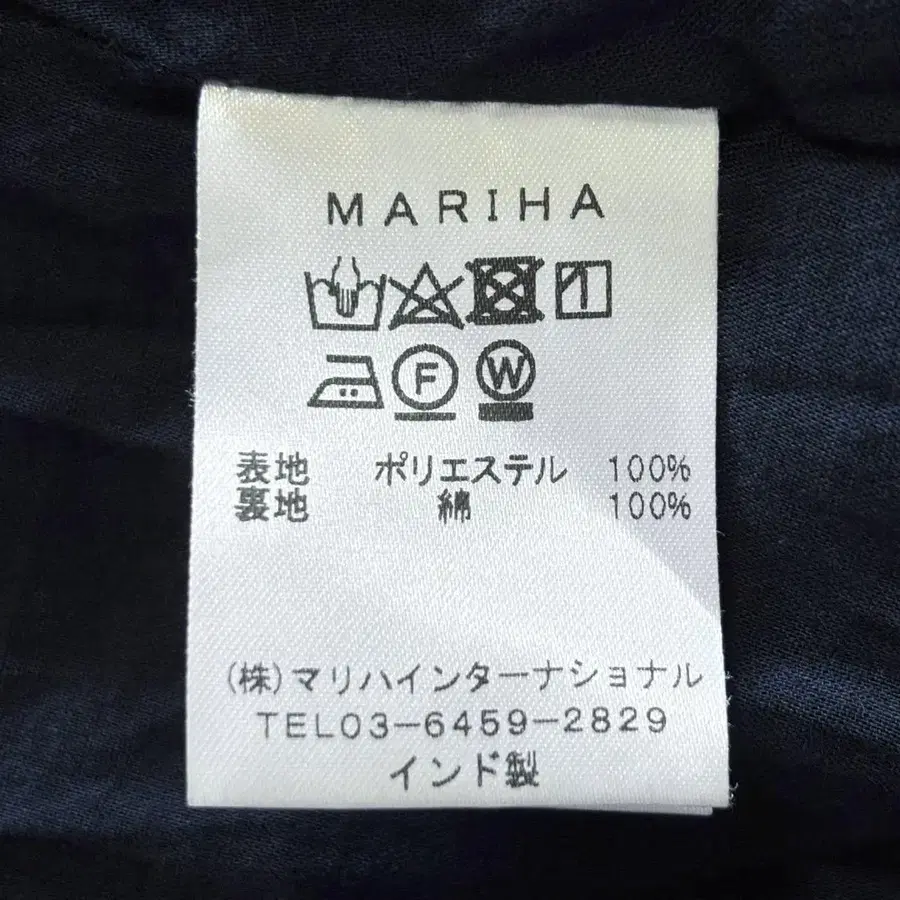 MARIHA
F W
表地 ポリエステル 100%
裏地 綿 100%
(株)マリハインターナショナル
TEL03-6459-2829
インド製